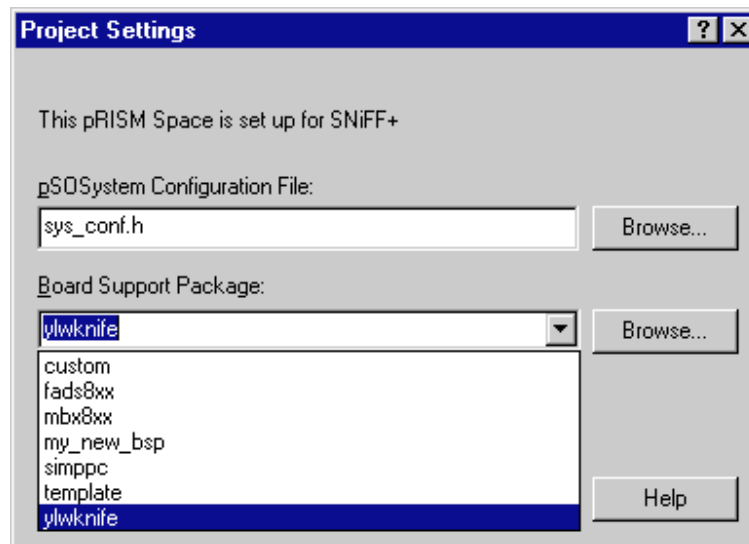 Project Settings
This pRISM Space is set up for SNiFF+
pSOSystem Configuration File:
sys_conf.h
Browse...
Board Support Package:
ylwknife
Browse...
custom
fads8xx
mbx8xx
my_new_bsp
simppc
template
ylwknife
Help